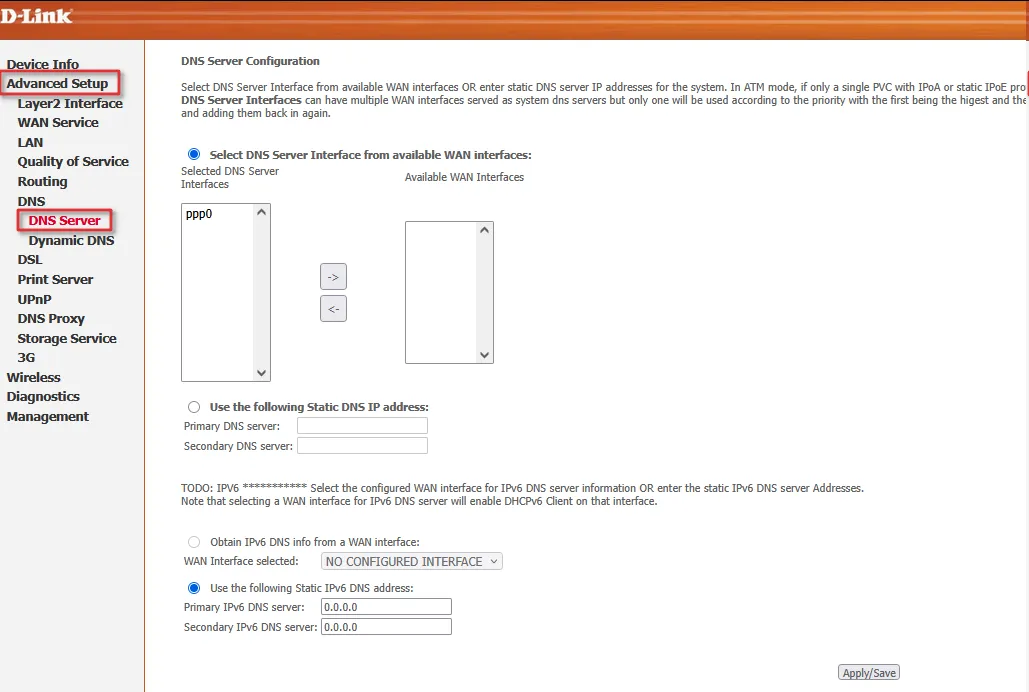 D-Link
Device Info
Advanced Setup
Layer2 Interface
WAN Service
LAN
Quality of Service
Routing
DNS
DNS Server
Dynamic DNS
DSL
Print Server
UPnP
DNS Proxy
Storage Service
3G
Wireless
Diagnostics
Management
DNS Server Configuration
Select DNS Server Interface from available WAN interfaces OR enter static DNS server IP addresses for the system. In ATM mode, if only a single PVC with IPoA or static IPoE pro
DNS Server Interfaces can have multiple WAN interfaces served as system dns servers but only one will be used according to the priority with the first being the higest and the
and adding them back in again.
Select DNS Server Interface from available WAN interfaces:
Selected DNS Server
Interfaces
Available WAN Interfaces
ppp0
->
<-
Use the following Static DNS IP address:
Primary DNS server:
Secondary DNS server:
TODO: IPV6 *********** Select the configured WAN interface for IPv6 DNS server information OR enter the static IPv6 DNS server Addresses.
Note that selecting a WAN interface for IPv6 DNS server will enable DHCPv6 Client on that interface.
Obtain IPv6 DNS info from a WAN interface:
WAN Interface selected: NO CONFIGURED INTERFACE
Use the following Static IPv6 DNS address:
Primary IPv6 DNS server: 0.0.0.0
Secondary IPv6 DNS server: 0.0.0.0
Apply/Save